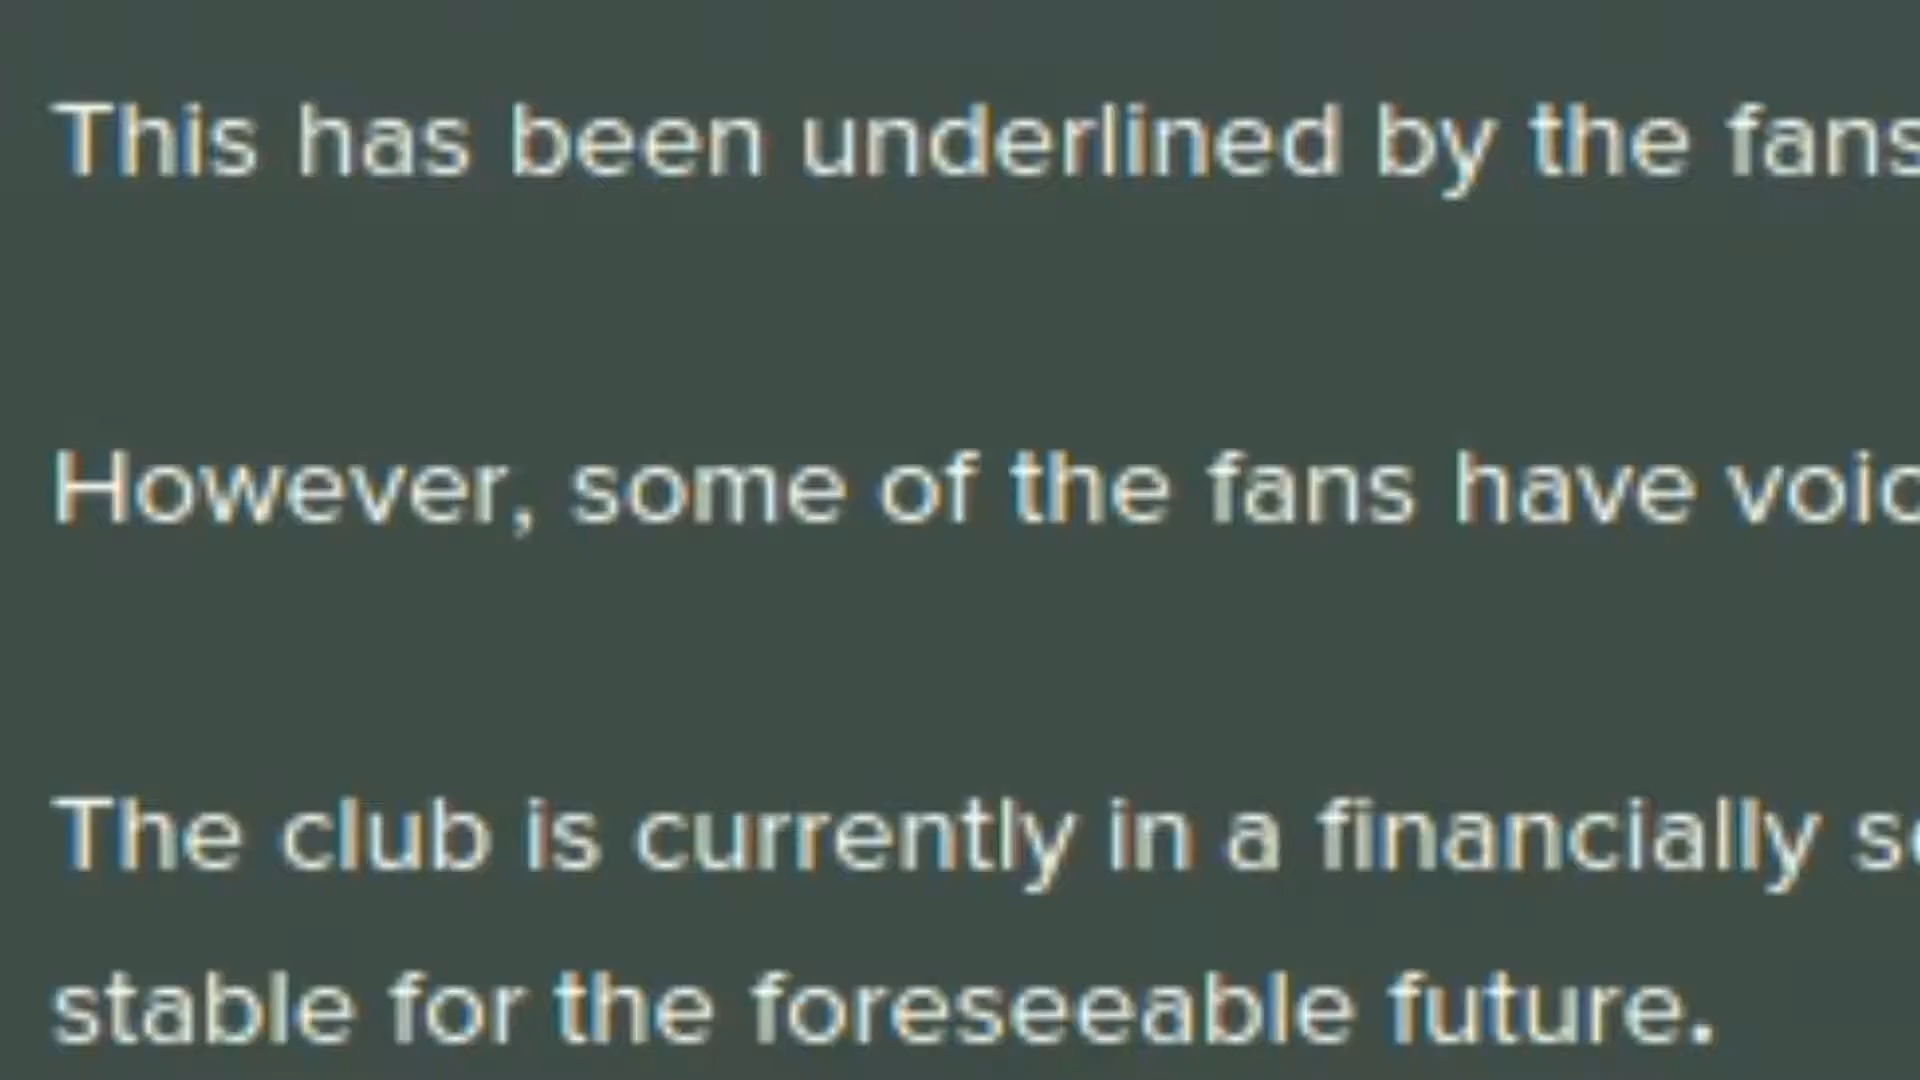 This has been underlined by the fans
However, some of the fans have
The club is currently in a financially
stable for the foreseeable future.